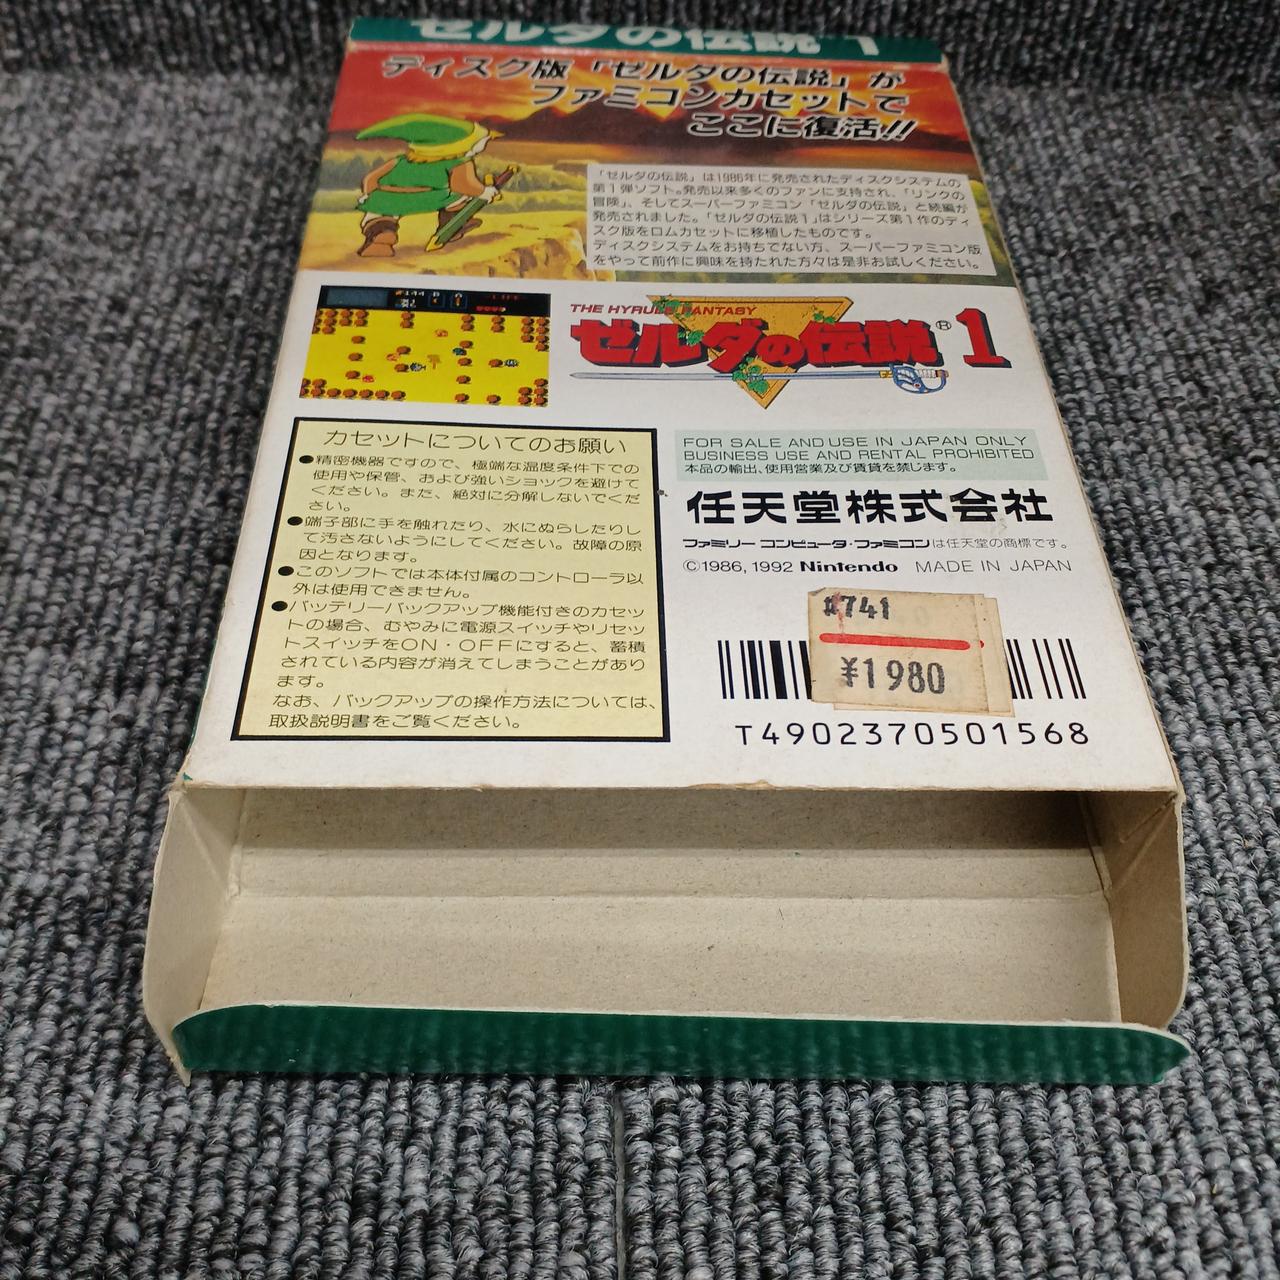 ゼルダの伝説 1
ディスク版「ゼルダの伝説」が
ファミコンカセットで
ここに復活!!
「ゼルダの伝説」は1986年に発売されたディスクシステムの
第1弾ソフト。発売以来多くのファンに支持され、「リンクの
冒険」、そしてスーパーファミコン「ゼルダの伝説」と続編が
発売されました。「ゼルダの伝説1」はシリーズ第1作のディ
スク版をロムカセットに移植したものです。
ディスクシステムをお持ちでない方、スーパーファミコン版
をやって前作に興味を持たれた方々は是非お試しください。
-LIFE-
THE HYRULE FANTASY
ゼルダの伝説® 1
カセットについてのお願い
●精密機器ですので、極端な温度条件下での
使用や保管、および強いショックを避けて
ください。また、絶対に分解しないでくだ
さい。
●端子部に手を触れたり、水にぬらしたりし
て汚さないようにしてください。故障の原
因となります。
●このソフトでは本体付属のコントローラ以
外は使用できません。
●バッテリーバックアップ機能付きのカセッ
トの場合、むやみに電源スイッチやリセッ
トスイッチをON・OFFにすると、蓄積
されている内容が消えてしまうことがあり
ます。
なお、バックアップの操作方法については、
取扱説明書をご覧ください。
FOR SALE AND USE IN JAPAN ONLY
BUSINESS USE AND RENTAL PROHIBITED
本品の輸出、使用営業及び賃貸を禁じます。
任天堂株式会社
ファミリー コンピュータ・ファミコンは任天堂の商標です。
©1986, 1992 Nintendo MADE IN JAPAN
#741
¥1980
T4902370501568